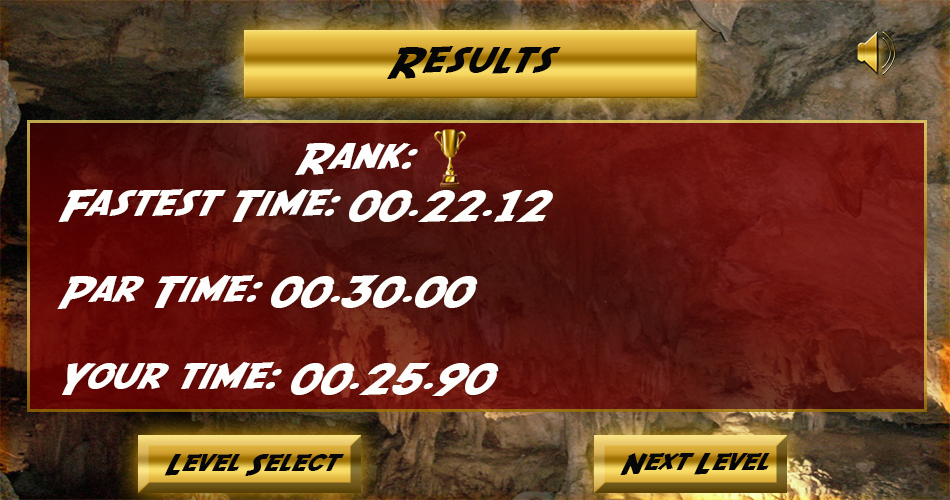 Results
Rank:
Fastest Time: 00.22.12
Par Time: 00.30.00
Your time: 00.25.90
Level Select
Next Level